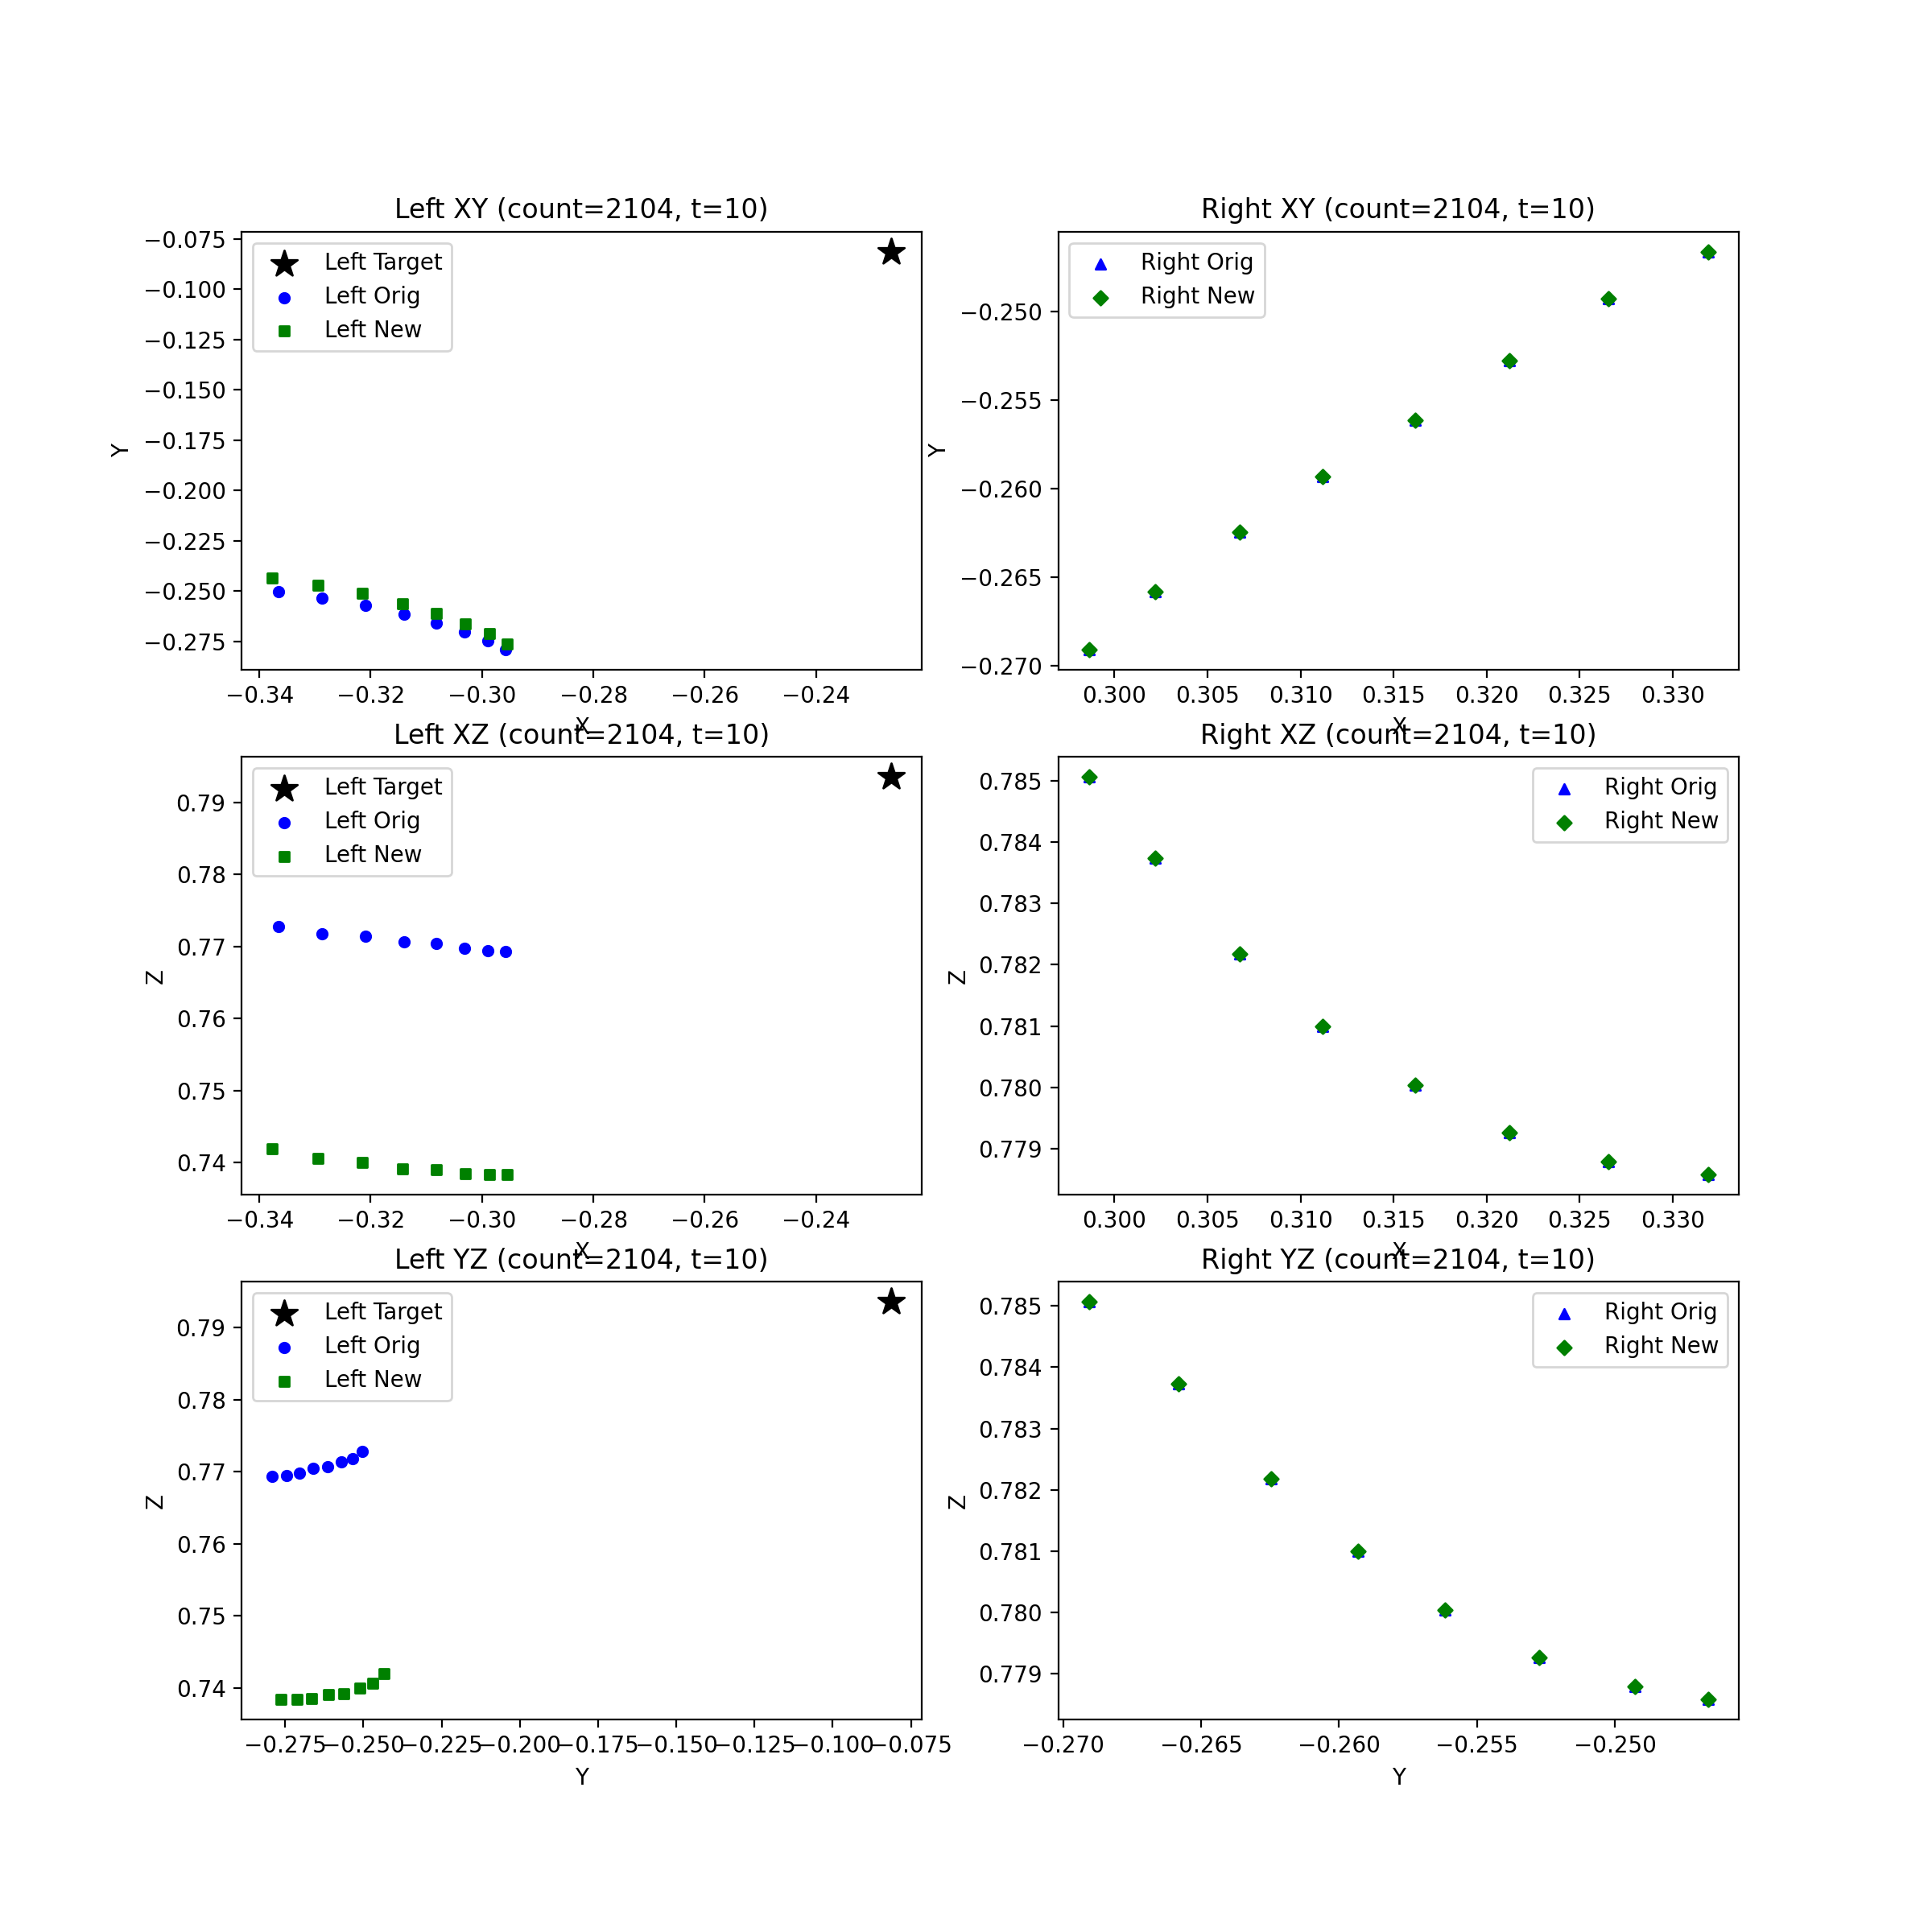 Left XY (count=2104, t=10)
Right XY (count=2104, t=10)
Left Target
Left Orig
Left New
Right Orig
Right New
−0.075
−0.100
−0.125
−0.150
−0.175
−0.200
−0.225
−0.250
−0.275
Y
−0.34
−0.32
−0.30
−0.28
−0.26
−0.24
X
−0.250
−0.255
−0.260
−0.265
−0.270
Y
0.300
0.305
0.310
0.315
0.320
0.325
0.330
X
Left XZ (count=2104, t=10)
Right XZ (count=2104, t=10)
Left Target
Left Orig
Left New
Right Orig
Right New
0.79
0.78
0.77
0.76
0.75
0.74
Z
−0.34
−0.32
−0.30
−0.28
−0.26
−0.24
X
0.785
0.784
0.783
0.782
0.781
0.780
0.779
Z
0.300
0.305
0.310
0.315
0.320
0.325
0.330
X
Left YZ (count=2104, t=10)
Right YZ (count=2104, t=10)
Left Target
Left Orig
Left New
Right Orig
Right New
0.79
0.78
0.77
0.76
0.75
0.74
Z
−0.275
−0.250
−0.225
−0.200
−0.175
−0.150
−0.125
−0.100
−0.075
Y
0.785
0.784
0.783
0.782
0.781
0.780
0.779
Z
−0.270
−0.265
−0.260
−0.255
−0.250
Y